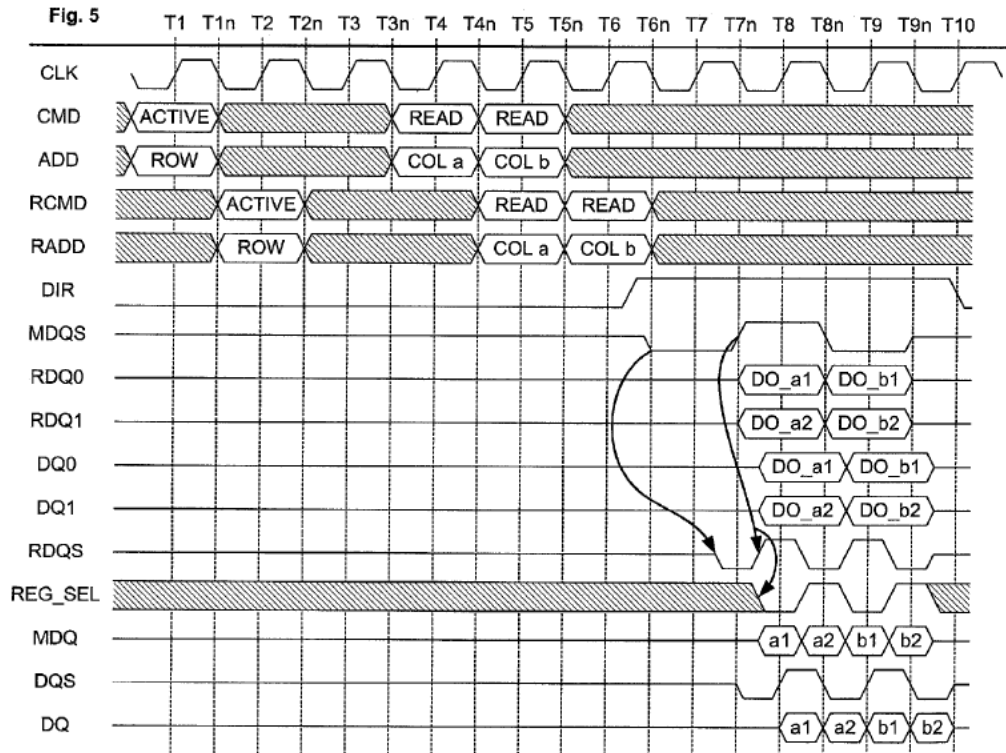 Fig. 5
T1 T1n T2 T2n T3 T3n T4 T4n T5 T5n T6 T6n T7 T7n T8 T8n T9 T9n T10
CLK
CMD ACTIVE READ READ
ADD ROW COL a COL b
RCMD ACTIVE READ READ
RADD ROW COL a COL b
DIR
MDQS
RDQ0 DO_a1 DO_b1
RDQ1 DO_a2 DO_b2
DQ0 DO_a1 DO_b1
DQ1 DO_a2 DO_b2
RDQS
REG_SEL
MDQ a1 a2 b1 b2
DQS
DQ a1 a2 b1 b2